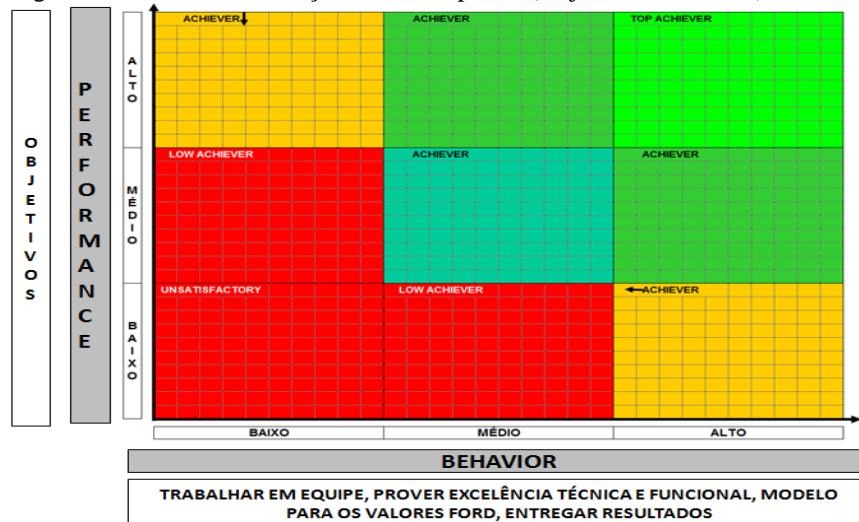 ACHIEVER
ACHIEVER
TOP ACHIEVER
LOW ACHIEVER
ACHIEVER
ACHIEVER
UNSATISFACTORY
LOW ACHIEVER
ACHIEVER
OBJETIVOS
PERFORMANCE
ALTO
MÉDIO
BAIXO
BAIXO
MÉDIO
ALTO
BEHAVIOR
TRABALHAR EM EQUIPE, PROVER EXCELÊNCIA TÉCNICA E FUNCIONAL, MODELO
PARA OS VALORES FORD, ENTREGAR RESULTADOS